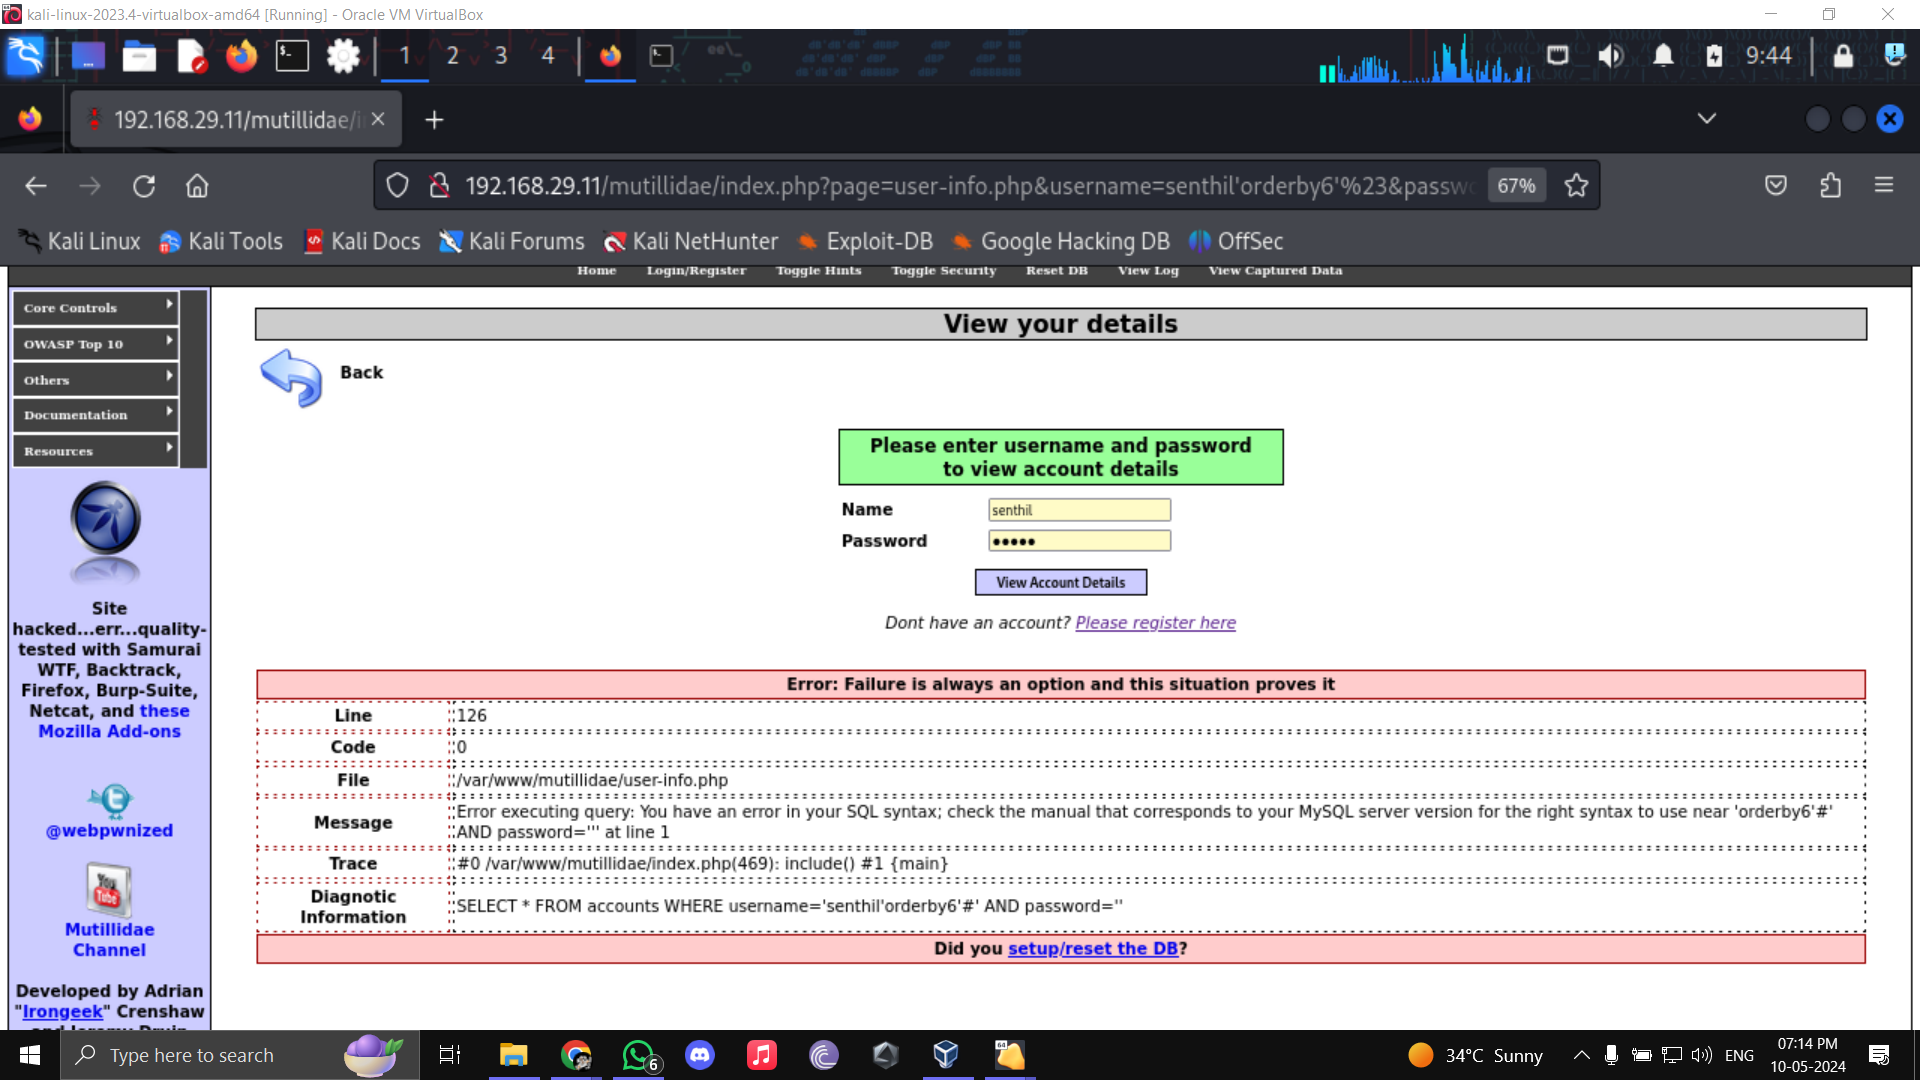 kali-linux-2023.4-virtualbox-amd64 [Running] - Oracle VM VirtualBox
1 2 3 4
9:44
192.168.29.11/mutillidae/i
192.168.29.11/mutillidae/index.php?page=user-info.php&username=senthil'orderby6'%23&passw
67%
Kali Linux Kali Tools Kali Docs Kali Forums Kali NetHunter Exploit-DB Google Hacking DB OffSec
Home Login/Register Toggle Hints Toggle Security Reset DB View Log View Captured Data
Core Controls
OWASP Top 10
Others
Documentation
Resources
Site
hacked...err...quality-
tested with Samurai
WTF, Backtrack,
Firefox, Burp-Suite,
Netcat, and these
Mozilla Add-ons
@webpwnized
You
Tube
Mutillidae
Channel
Developed by Adrian
"Irongeek" Crenshaw
and Jeremy Druin
View your details
Back
Please enter username and password
to view account details
Name senthil
Password •••••
View Account Details
Dont have an account? Please register here
Error: Failure is always an option and this situation proves it
Line 126
Code 0
File /var/www/mutillidae/user-info.php
Message Error executing query: You have an error in your SQL syntax; check the manual that corresponds to your MySQL server version for the right syntax to use near 'orderby6'#'
AND password=''' at line 1
Trace #0 /var/www/mutillidae/index.php(469): include() #1 {main}
Diagnostic
Information SELECT * FROM accounts WHERE username='senthil'orderby6'#' AND password=''
Did you setup/reset the DB?
Type here to search
6
64
34°C Sunny
ENG
07:14 PM
10-05-2024